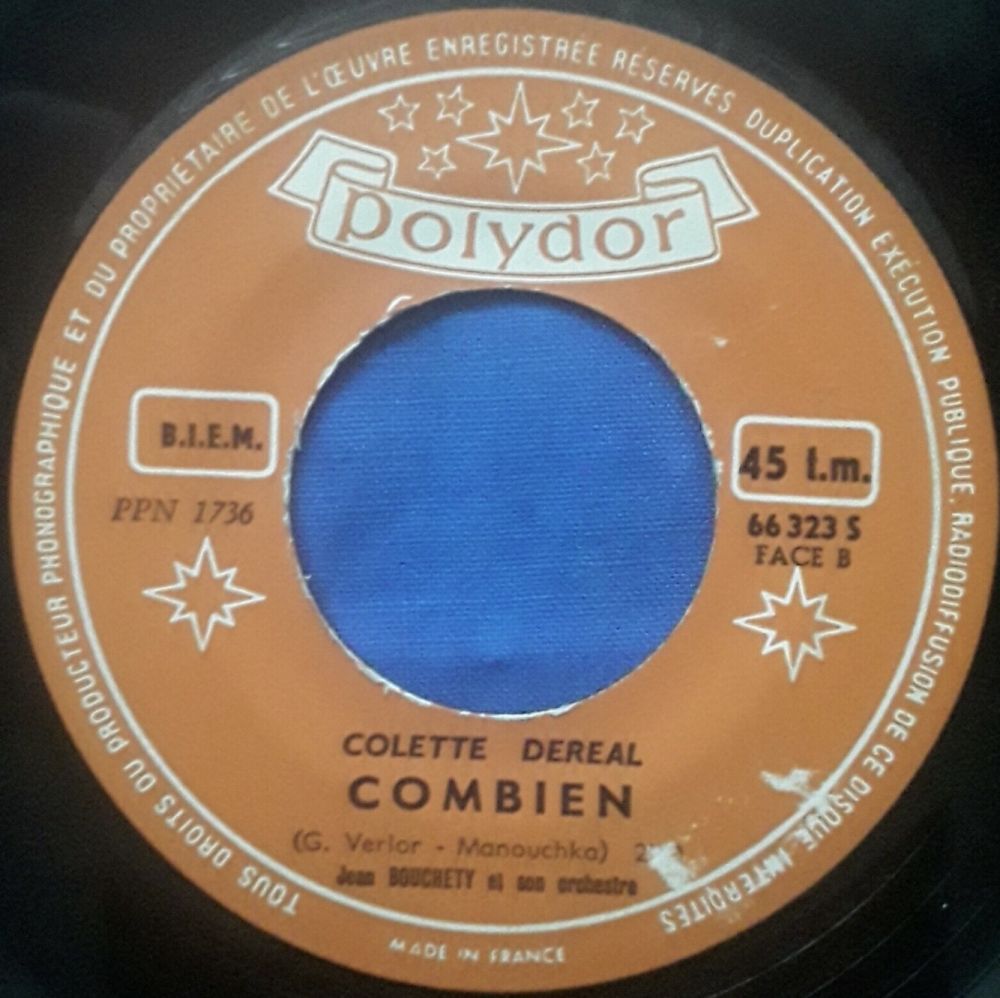 TOUS DROITS DU PRODUCTEUR PHONOGRAPHIQUE ET DU PROPRIÉTAIRE DE L'ŒUVRE ENREGISTRÉE RÉSERVÉS DUPLICATION EXÉCUTION PUBLIQUE, RADIODIFFUSION DE CE DISQUE INTERDITES
polydor
B.I.E.M.
PPN 1736
45 t.m.
66 323 S
FACE B
COLETTE DEREAL
COMBIEN
(G. Verlor - Manouchka)
Jean BOUCHETY et son orchestre
MADE IN FRANCE